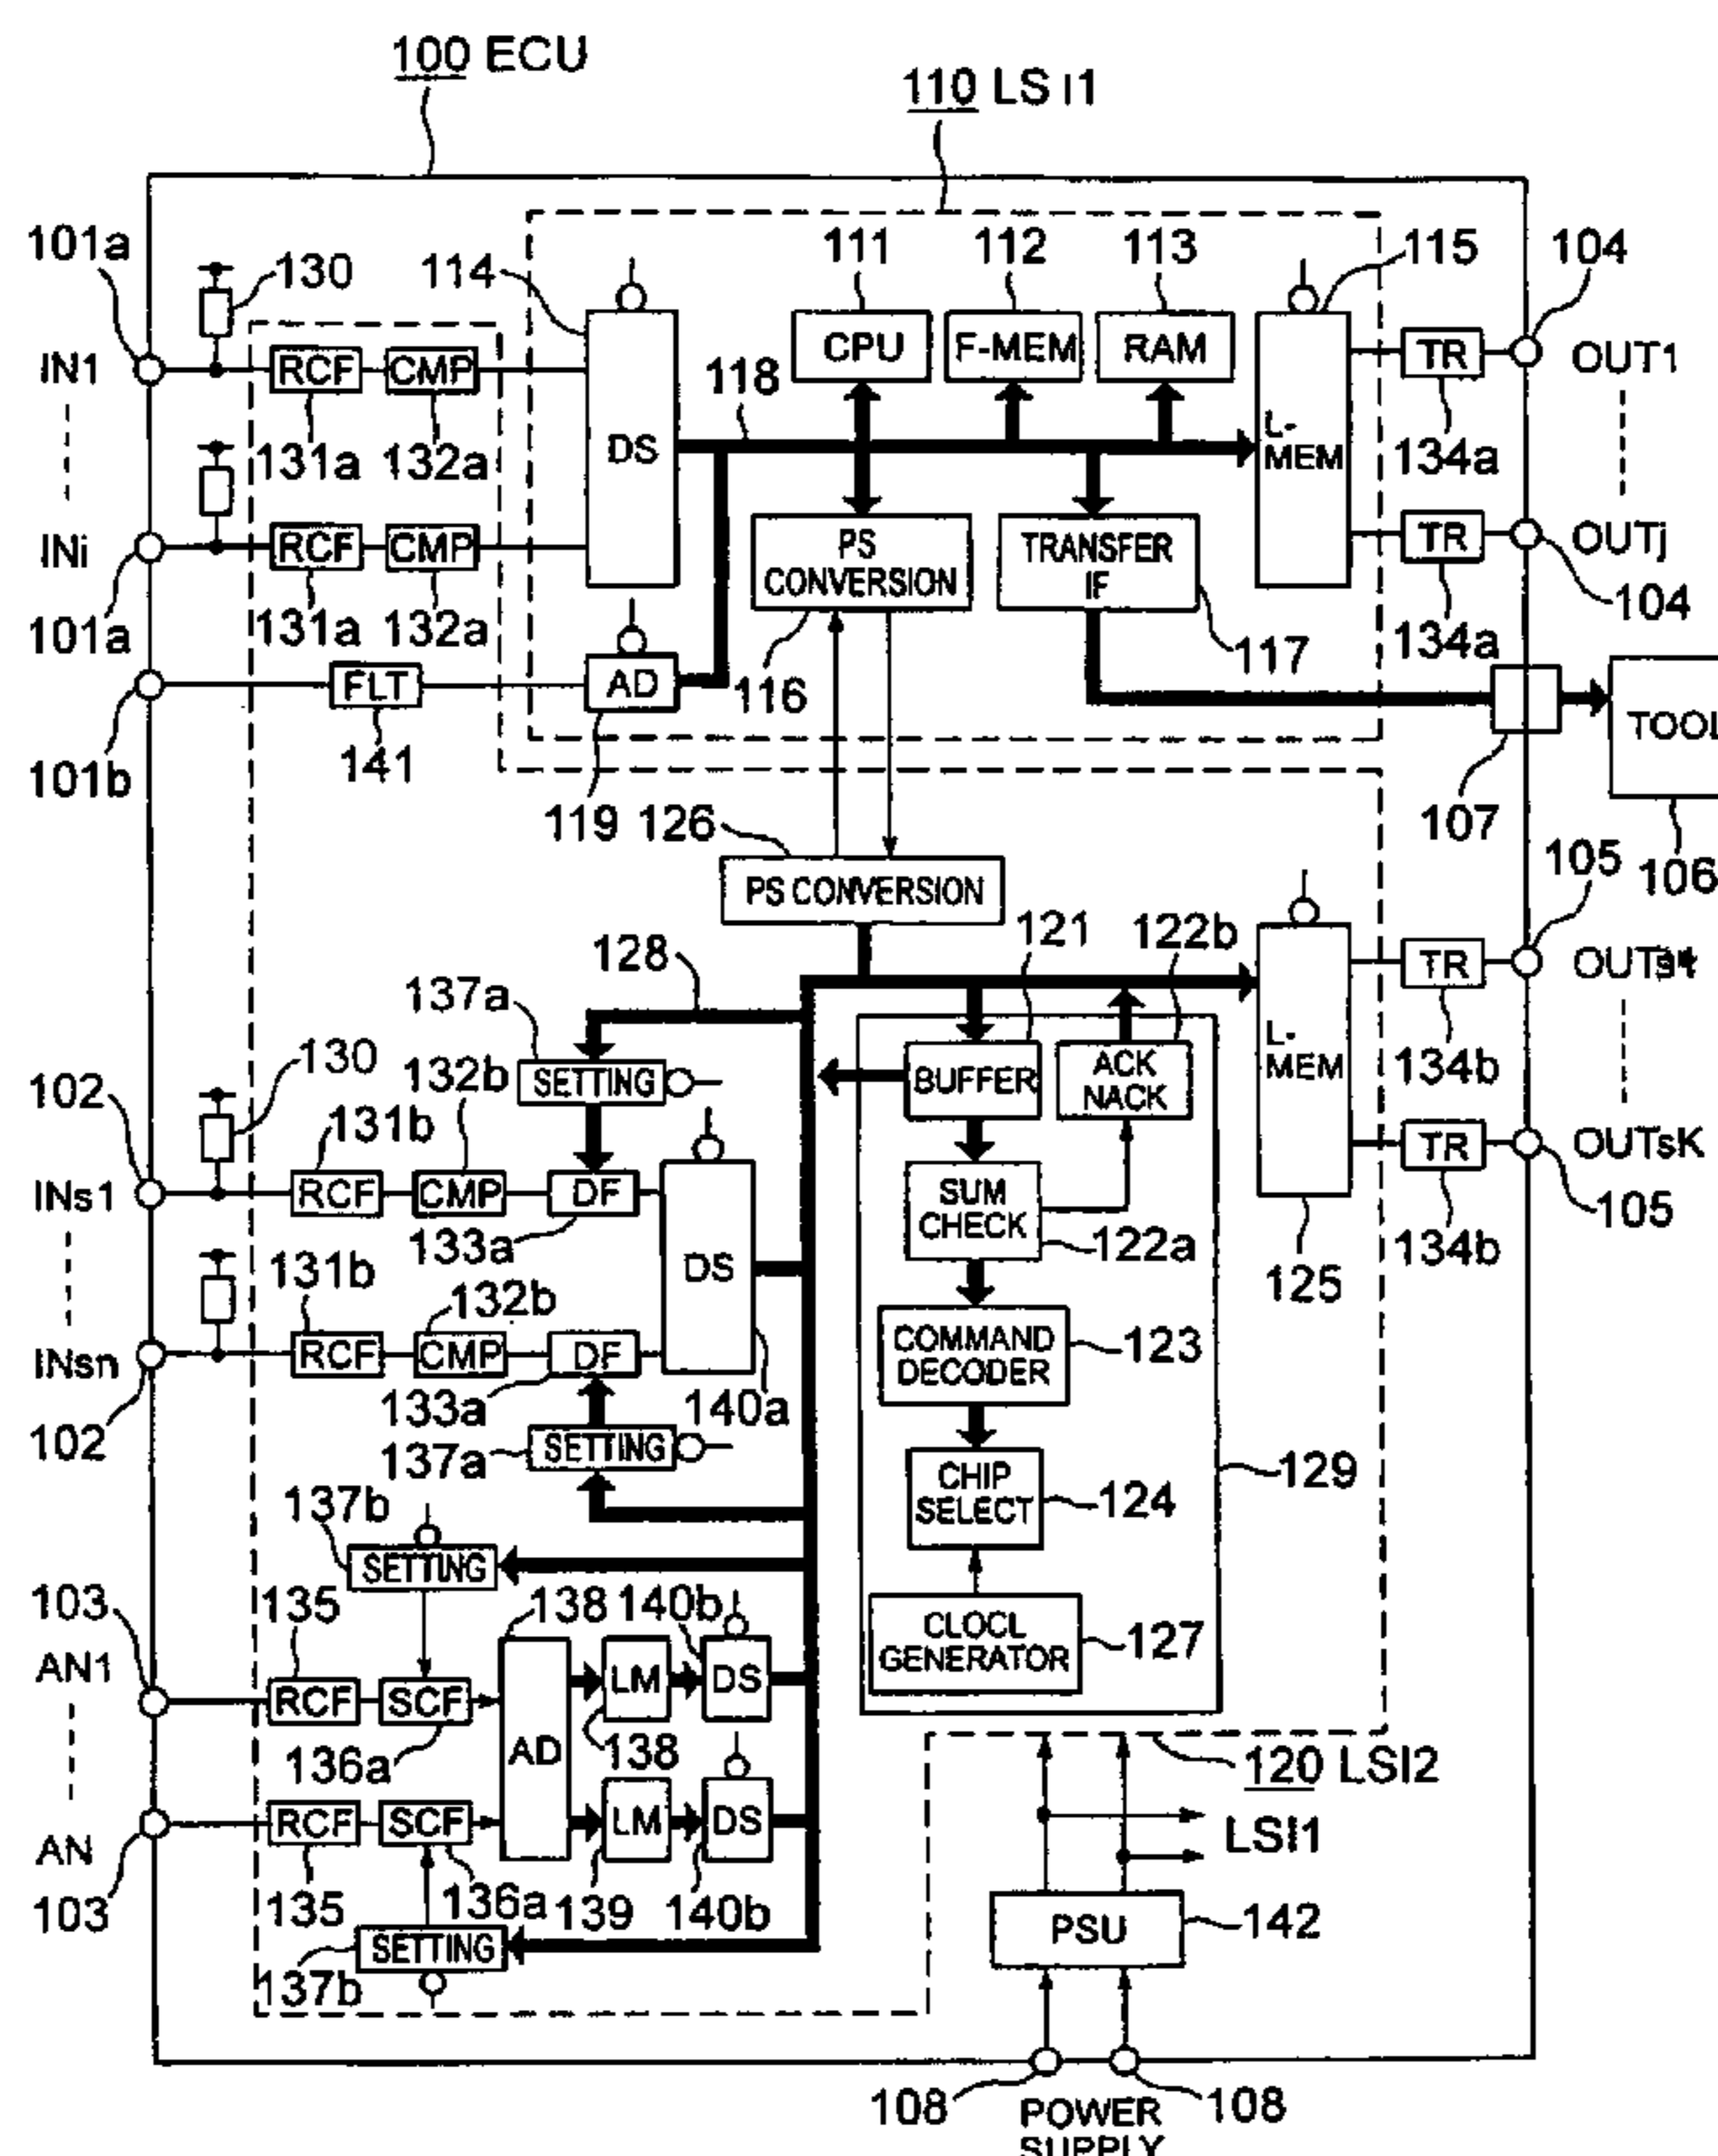 100 ECU
110 LSI1
101a
130
114
111
112
113
115
104
IN1
RCF
CMP
CPU
F-MEM
RAM
TR
OUT1
118
131a
132a
DS
L-
MEM
134a
INi
RCF
CMP
PS
CONVERSION
TRANSFER
IF
TR
OUTj
101a
131a
132a
104
134a
117
FLT
AD
116
TOOL
101b
141
107
119
126
105
106
PS CONVERSION
121
122b
128
TR
137a
130
132b
SETTING
BUFFER
ACK
NACK
L-
MEM
134b
102
131b
INs1
RCF
CMP
DF
SUM
CHECK
TR
OUTsK
133a
122a
105
131b
132b
DS
134b
125
INsn
RCF
CMP
DF
COMMAND
DECODER
123
133a
140a
102
137a
SETTING
129
CHIP
SELECT
124
137b
SETTING
103
135
138
140b
CLOCL
GENERATOR
127
AN1
RCF
SCF
LM
DS
136a
AD
138
120 LSI2
AN
RCF
SCF
LM
DS
LSI1
103
135
136a
139
140b
PSU
142
SETTING
137b
108
108
POWER
SUPPLY